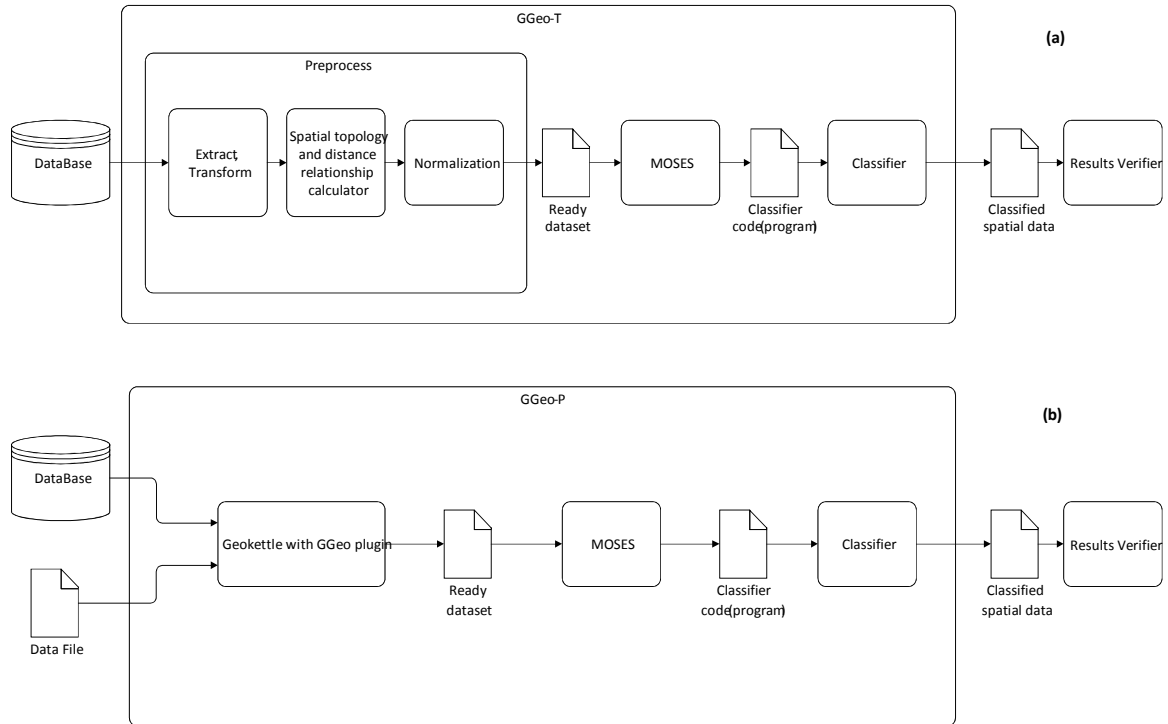 GGeo-T
(a)
Preprocess
DataBase
Extract,
Transform
Spatial topology
and distance
relationship
calculator
Normalization
Ready
dataset
MOSES
Classifier
code(program)
Classifier
Classified
spatial data
Results Verifier
GGeo-P
(b)
DataBase
Data File
Geokettle with GGeo plugin
Ready
dataset
MOSES
Classifier
code(program)
Classifier
Classified
spatial data
Results Verifier